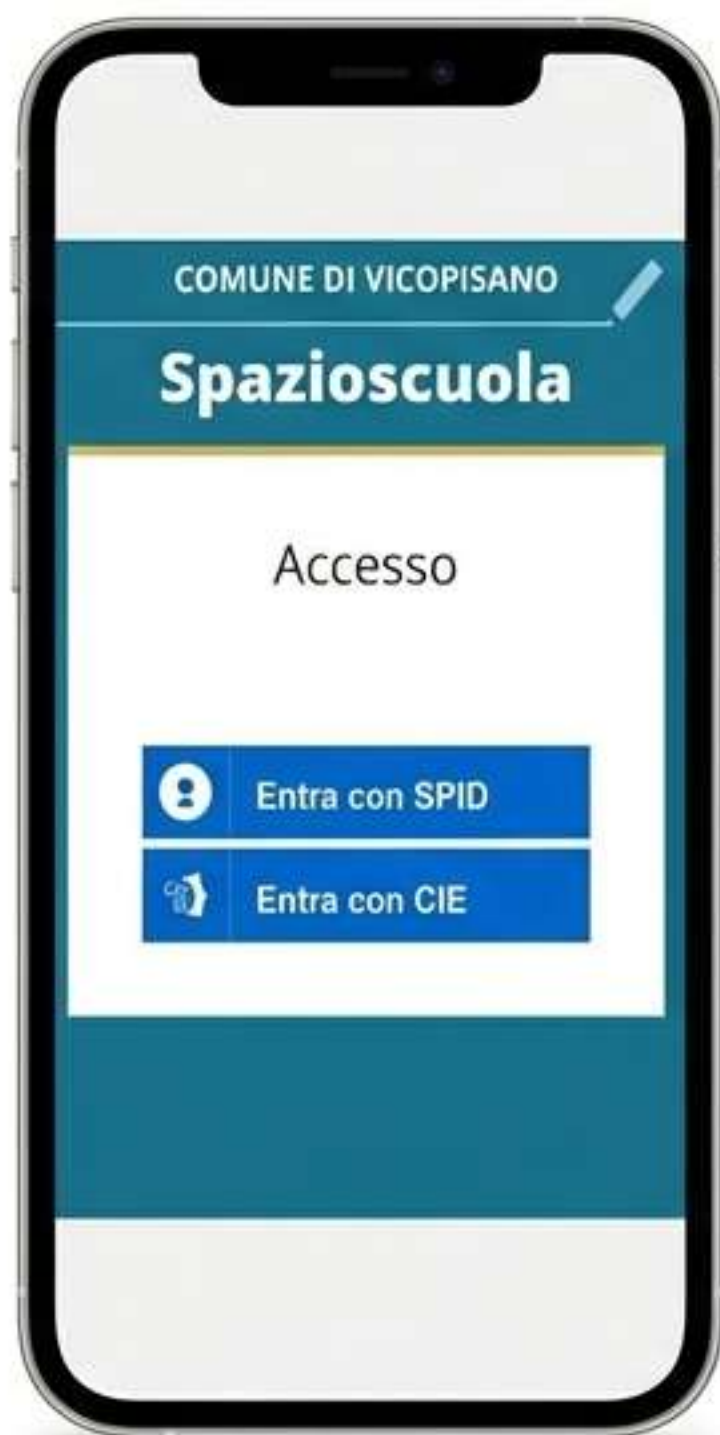 COMUNE DI VICOPISANO
Spazioscuola
Accesso
Entra con SPID
Entra con CIE